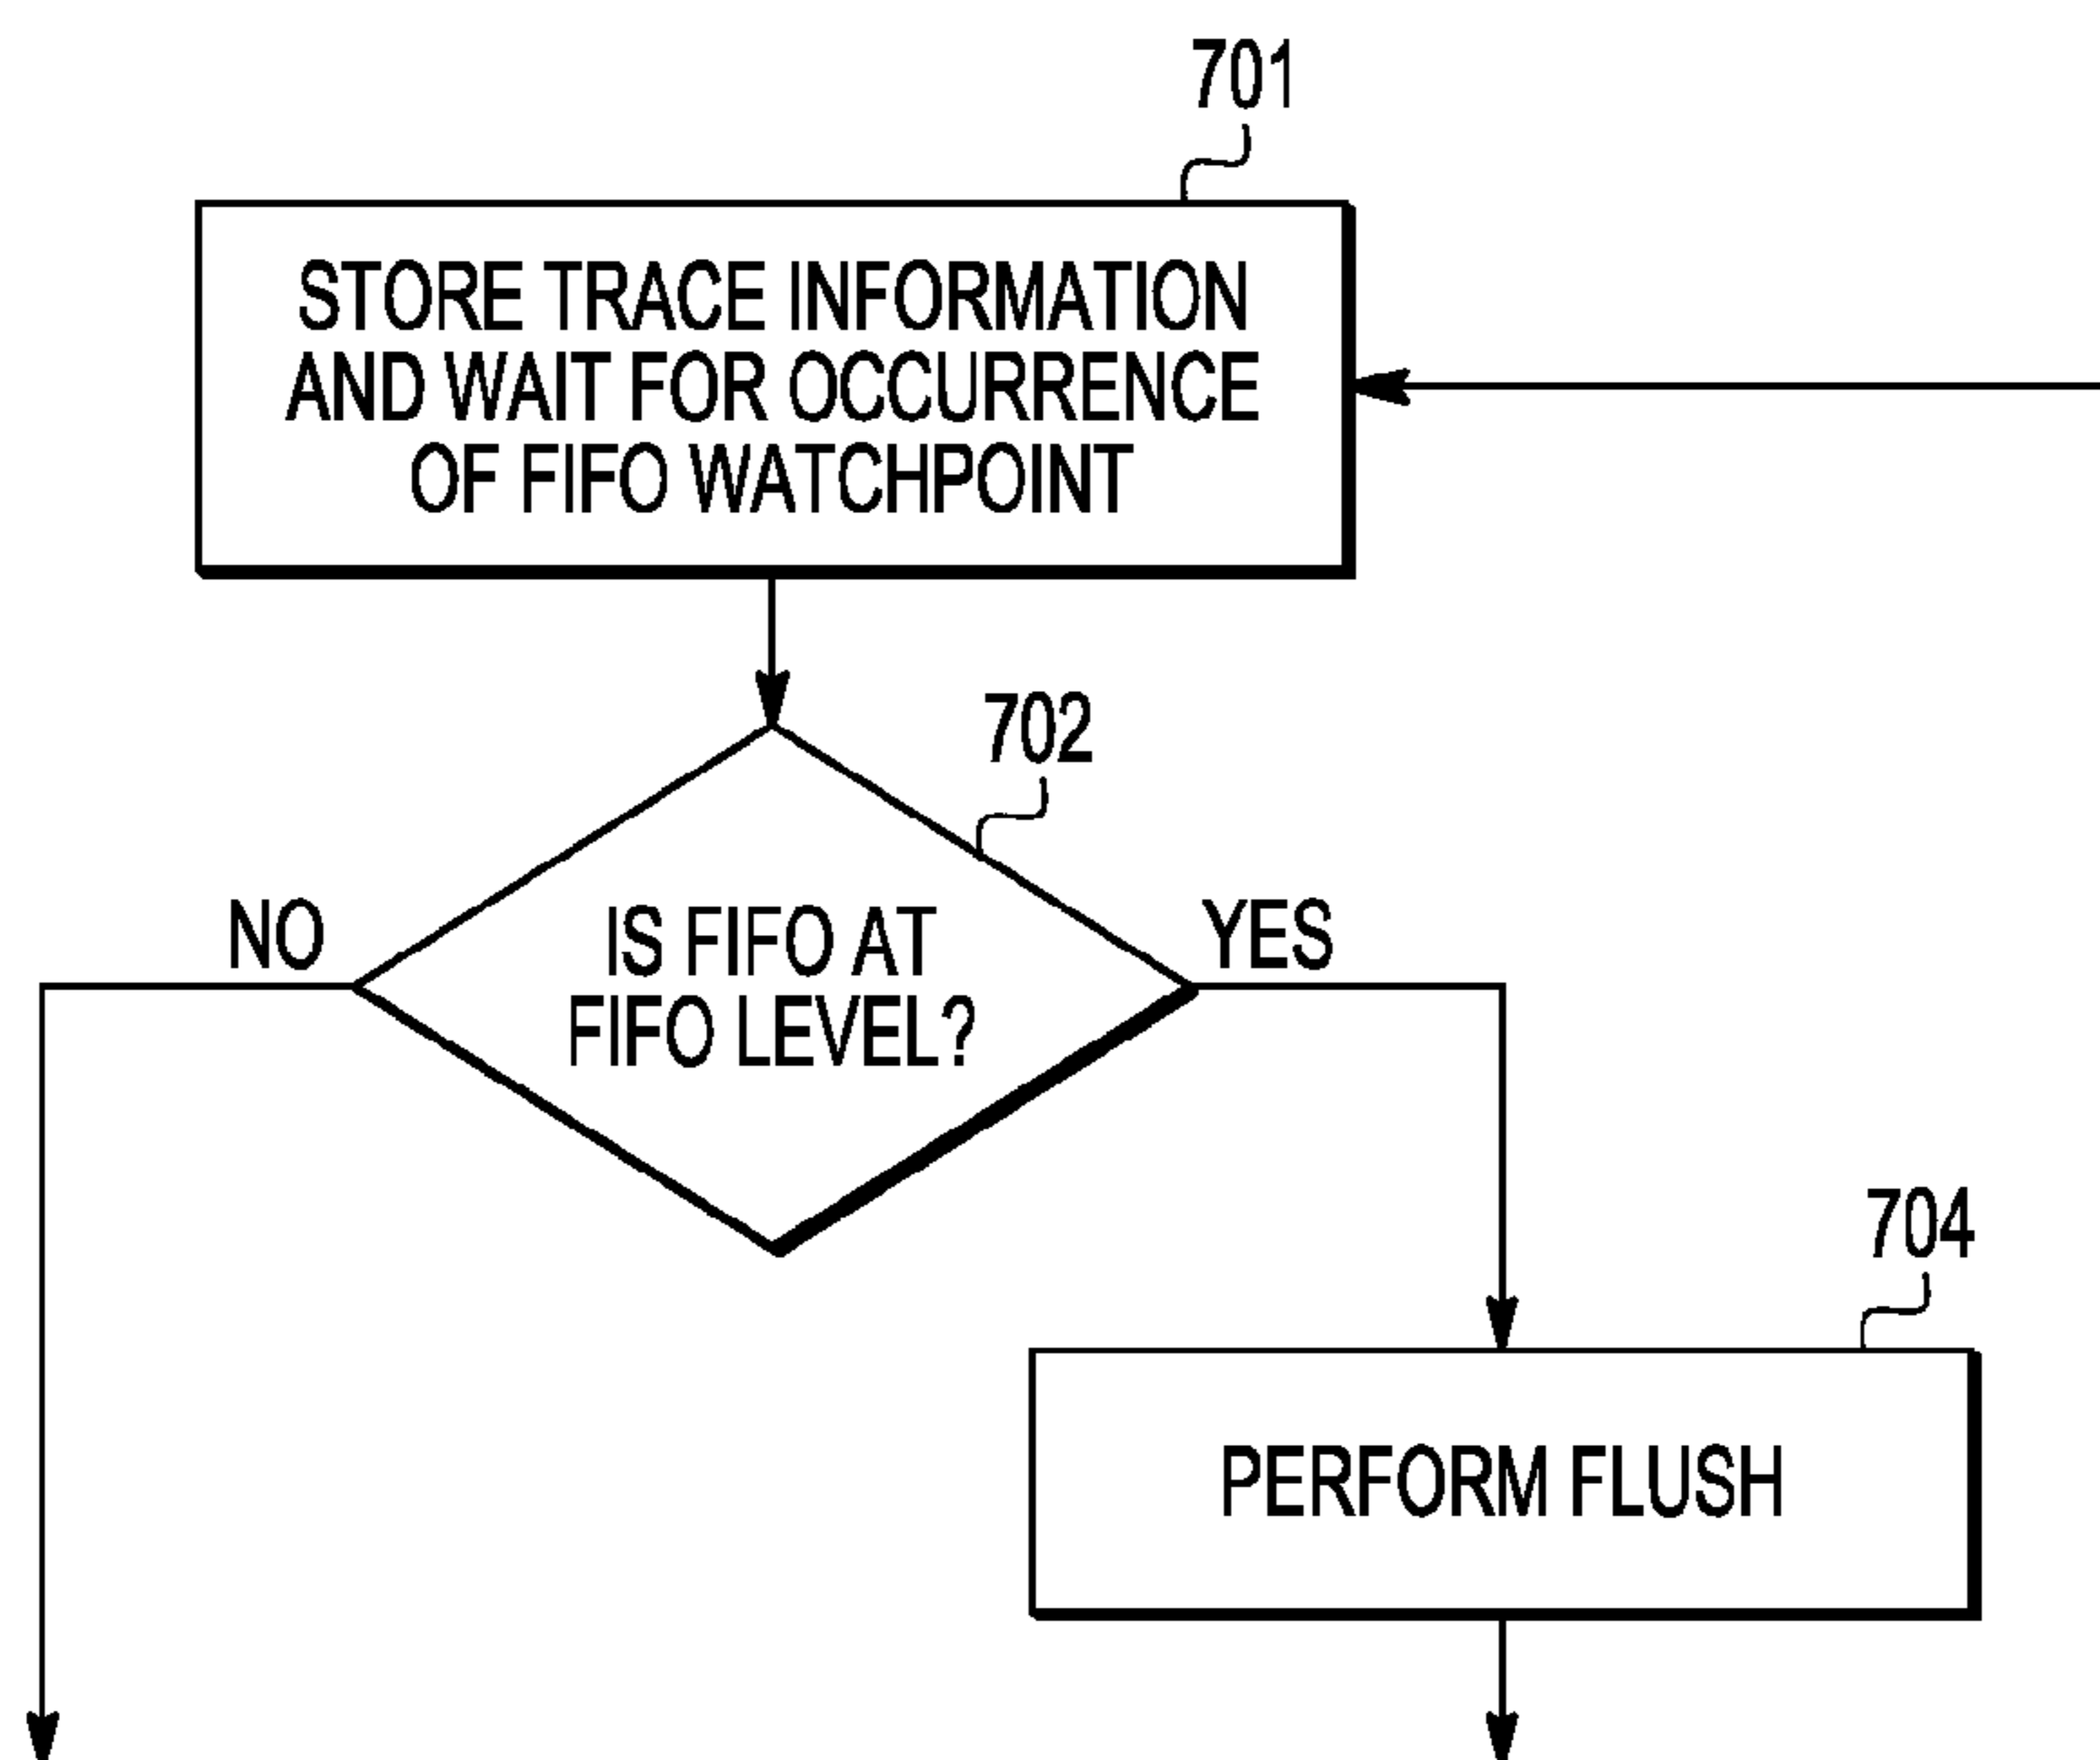 701
STORE TRACE INFORMATION
AND WAIT FOR OCCURRENCE
OF FIFO WATCHPOINT
702
NO
IS FIFO AT
FIFO LEVEL?
YES
704
PERFORM FLUSH